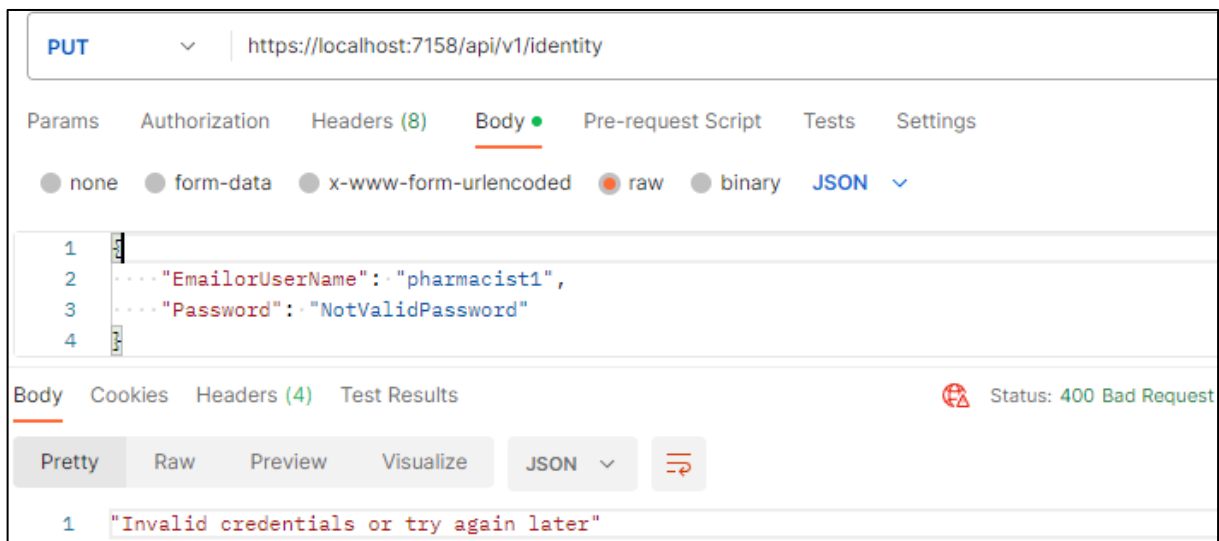 PUT https://localhost:7158/api/v1/identity
Params Authorization Headers (8) Body Pre-request Script Tests Settings
none form-data x-www-form-urlencoded raw binary JSON
1 {
2 ····"EmailorUserName":·"pharmacist1",
3 ····"Password":·"NotValidPassword"
4 }
Body Cookies Headers (4) Test Results Status: 400 Bad Request
Pretty Raw Preview Visualize JSON
1 "Invalid credentials or try again later"